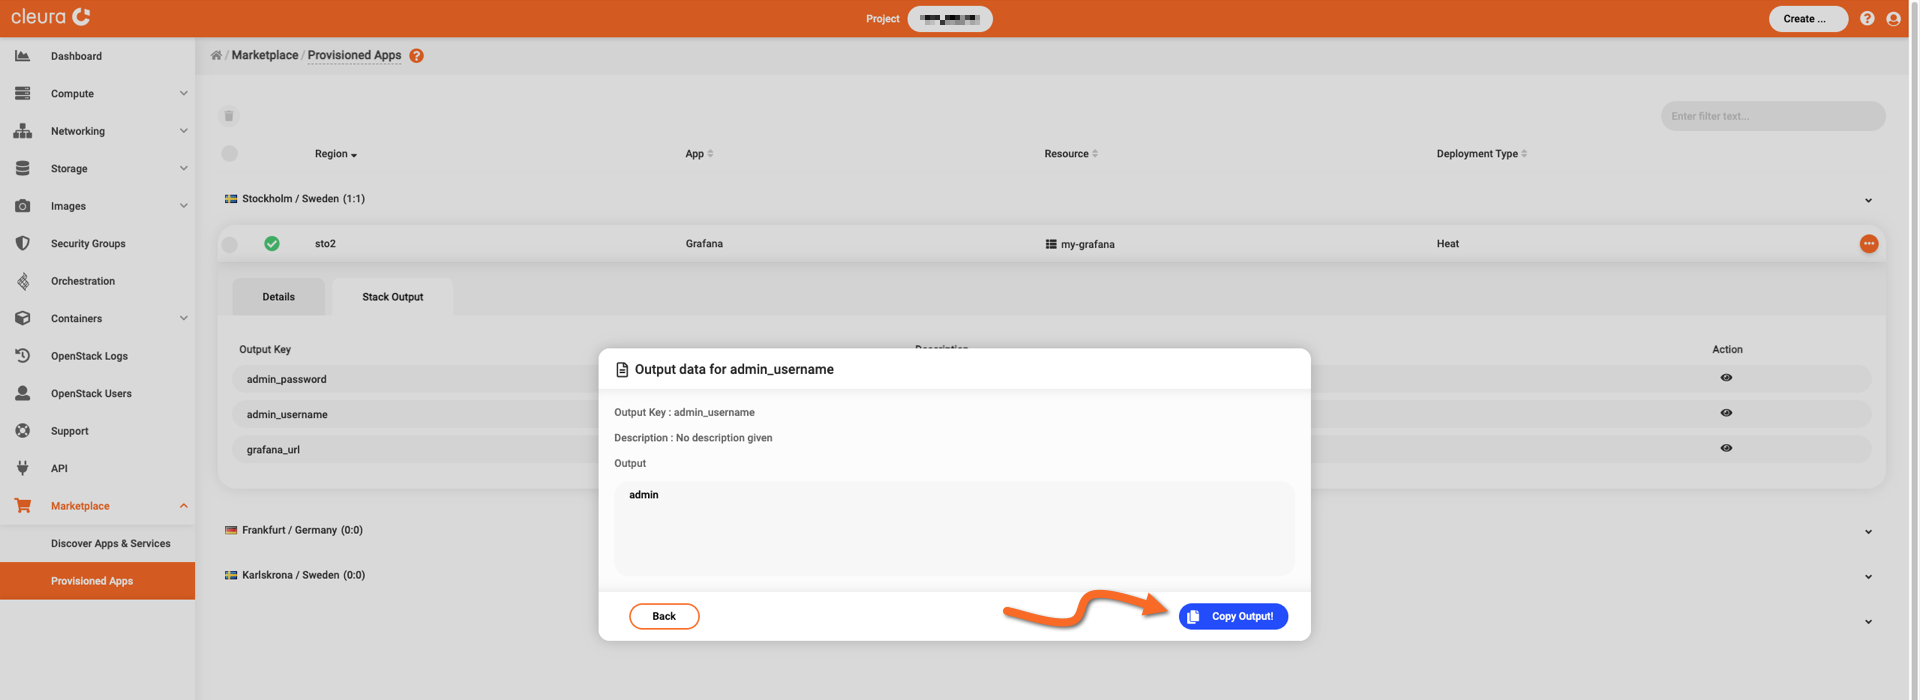 cleura
Project
Create ...
Dashboard
Compute
Networking
Storage
Images
Security Groups
Orchestration
Containers
OpenStack Logs
OpenStack Users
Support
API
Marketplace
Discover Apps & Services
Provisioned Apps
/ Marketplace / Provisioned Apps ?
Enter filter text...
Region App Resource Deployment Type
Stockholm / Sweden (1:1)
sto2 Grafana my-grafana Heat
Details Stack Output
Output Key Description Action
admin_password
admin_username
grafana_url
Output data for admin_username
Output Key : admin_username
Description : No description given
Output
admin
Back Copy Output!
Frankfurt / Germany (0:0)
Karlskrona / Sweden (0:0)